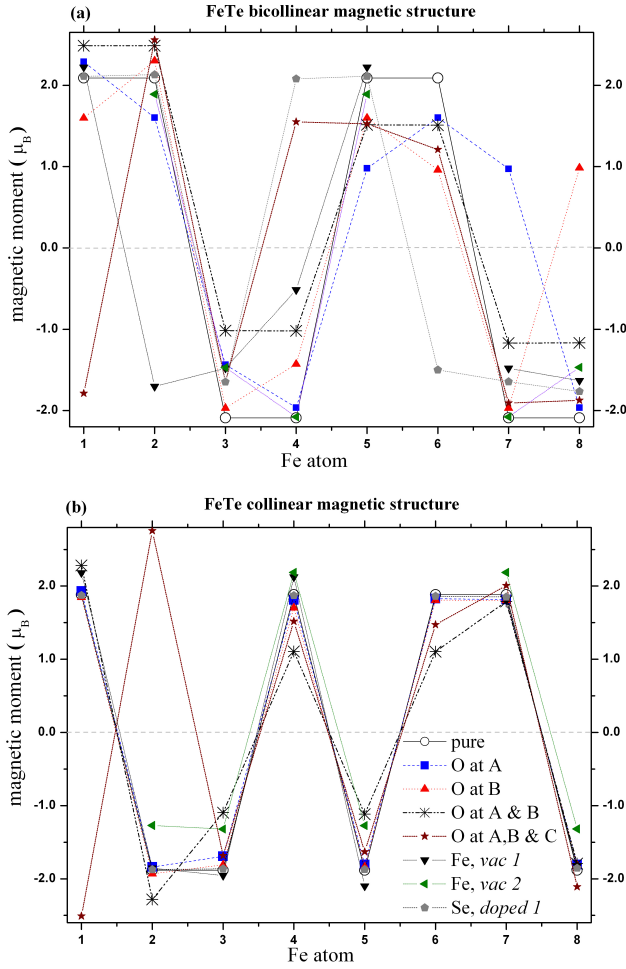 FeTe bicollinear magnetic structure
(a)
2.0
1.0
0.0
-1.0
-2.0
2.0
1.0
0.0
-1.0
-2.0
magnetic moment ( μB)
1 2 3 4 5 6 7 8
Fe atom
FeTe collinear magnetic structure
(b)
2.0
1.0
0.0
-1.0
-2.0
2.0
1.0
0.0
-1.0
-2.0
magnetic moment ( μB)
pure
O at A
O at B
O at A & B
O at A,B & C
Fe, vac 1
Fe, vac 2
Se, doped 1
1 2 3 4 5 6 7 8
Fe atom